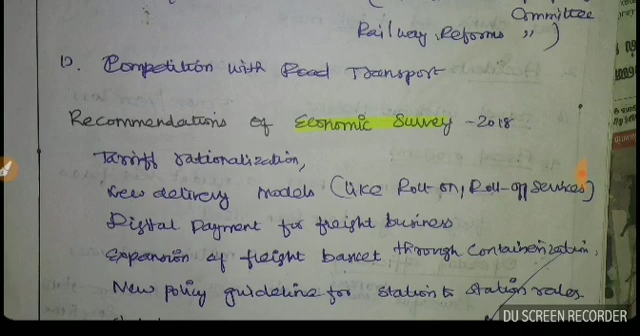 Committee
Railway Reforms ")
10. Competition with Road Transport
Recommendations of Economic Survey -2018
Tariff rationalization,
New delivery models (like Roll-on, Roll-off services)
Digital Payment for freight business
Expansion of freight basket through containerization.
New policy guideline for station to station rates
DU SCREEN RECORDER